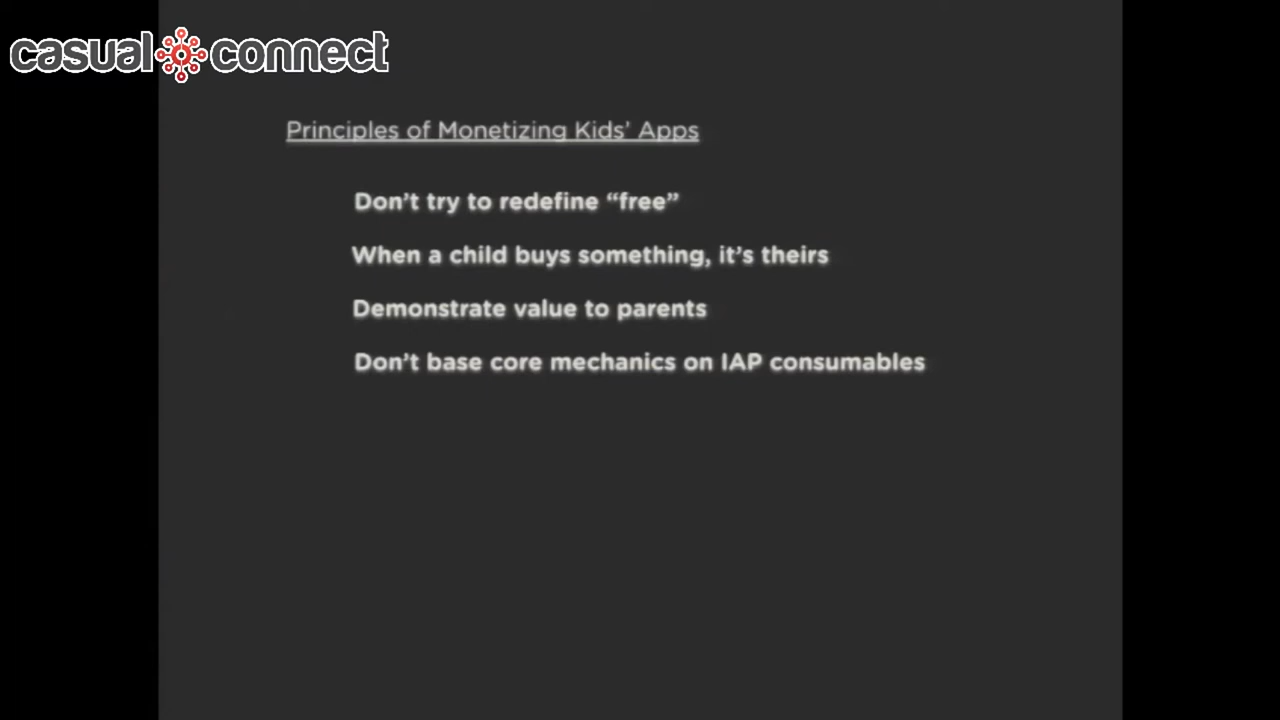 casual connect
Principles of Monetizing Kids’ Apps
Don’t try to redefine “free”
When a child buys something, it’s theirs
Demonstrate value to parents
Don’t base core mechanics on IAP consumables